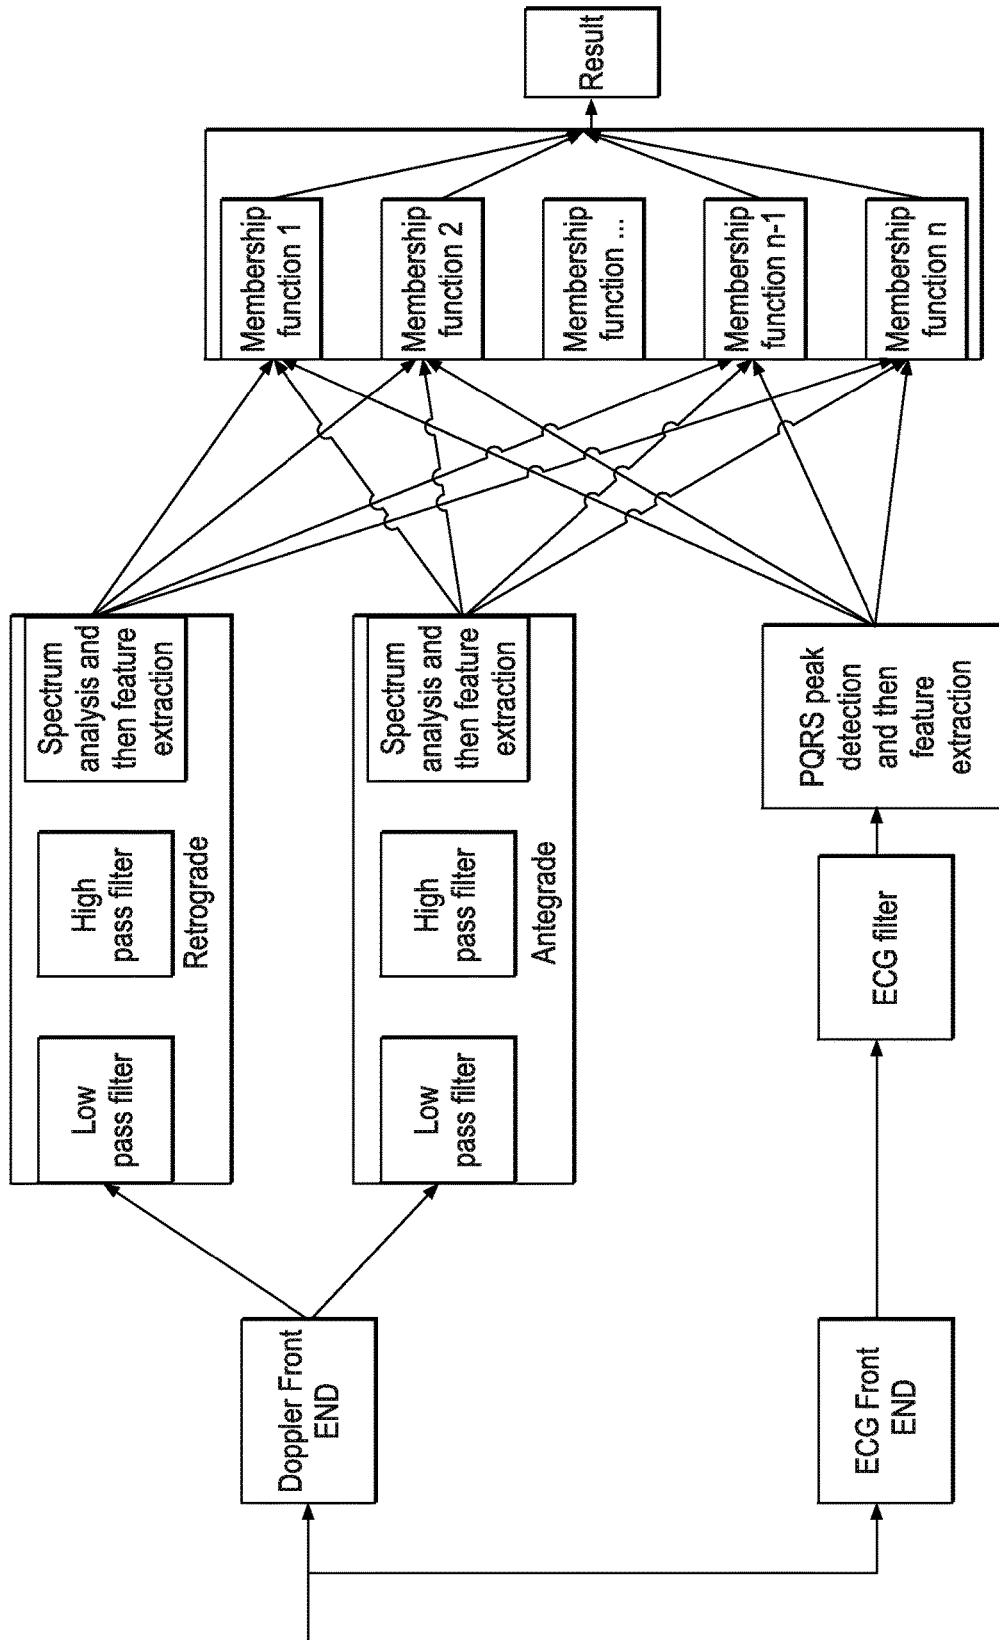 Doppler Front
END
ECG Front
END
Low
pass filter
High
pass filter
Spectrum
analysis and
then feature
extraction
Retrograde
Low
pass filter
High
pass filter
Spectrum
analysis and
then feature
extraction
Antegrade
ECG filter
PQRS peak
detection
and then
feature
extraction
Membership
function 1
Membership
function 2
Membership
function ...
Membership
function n-1
Membership
function n
Result